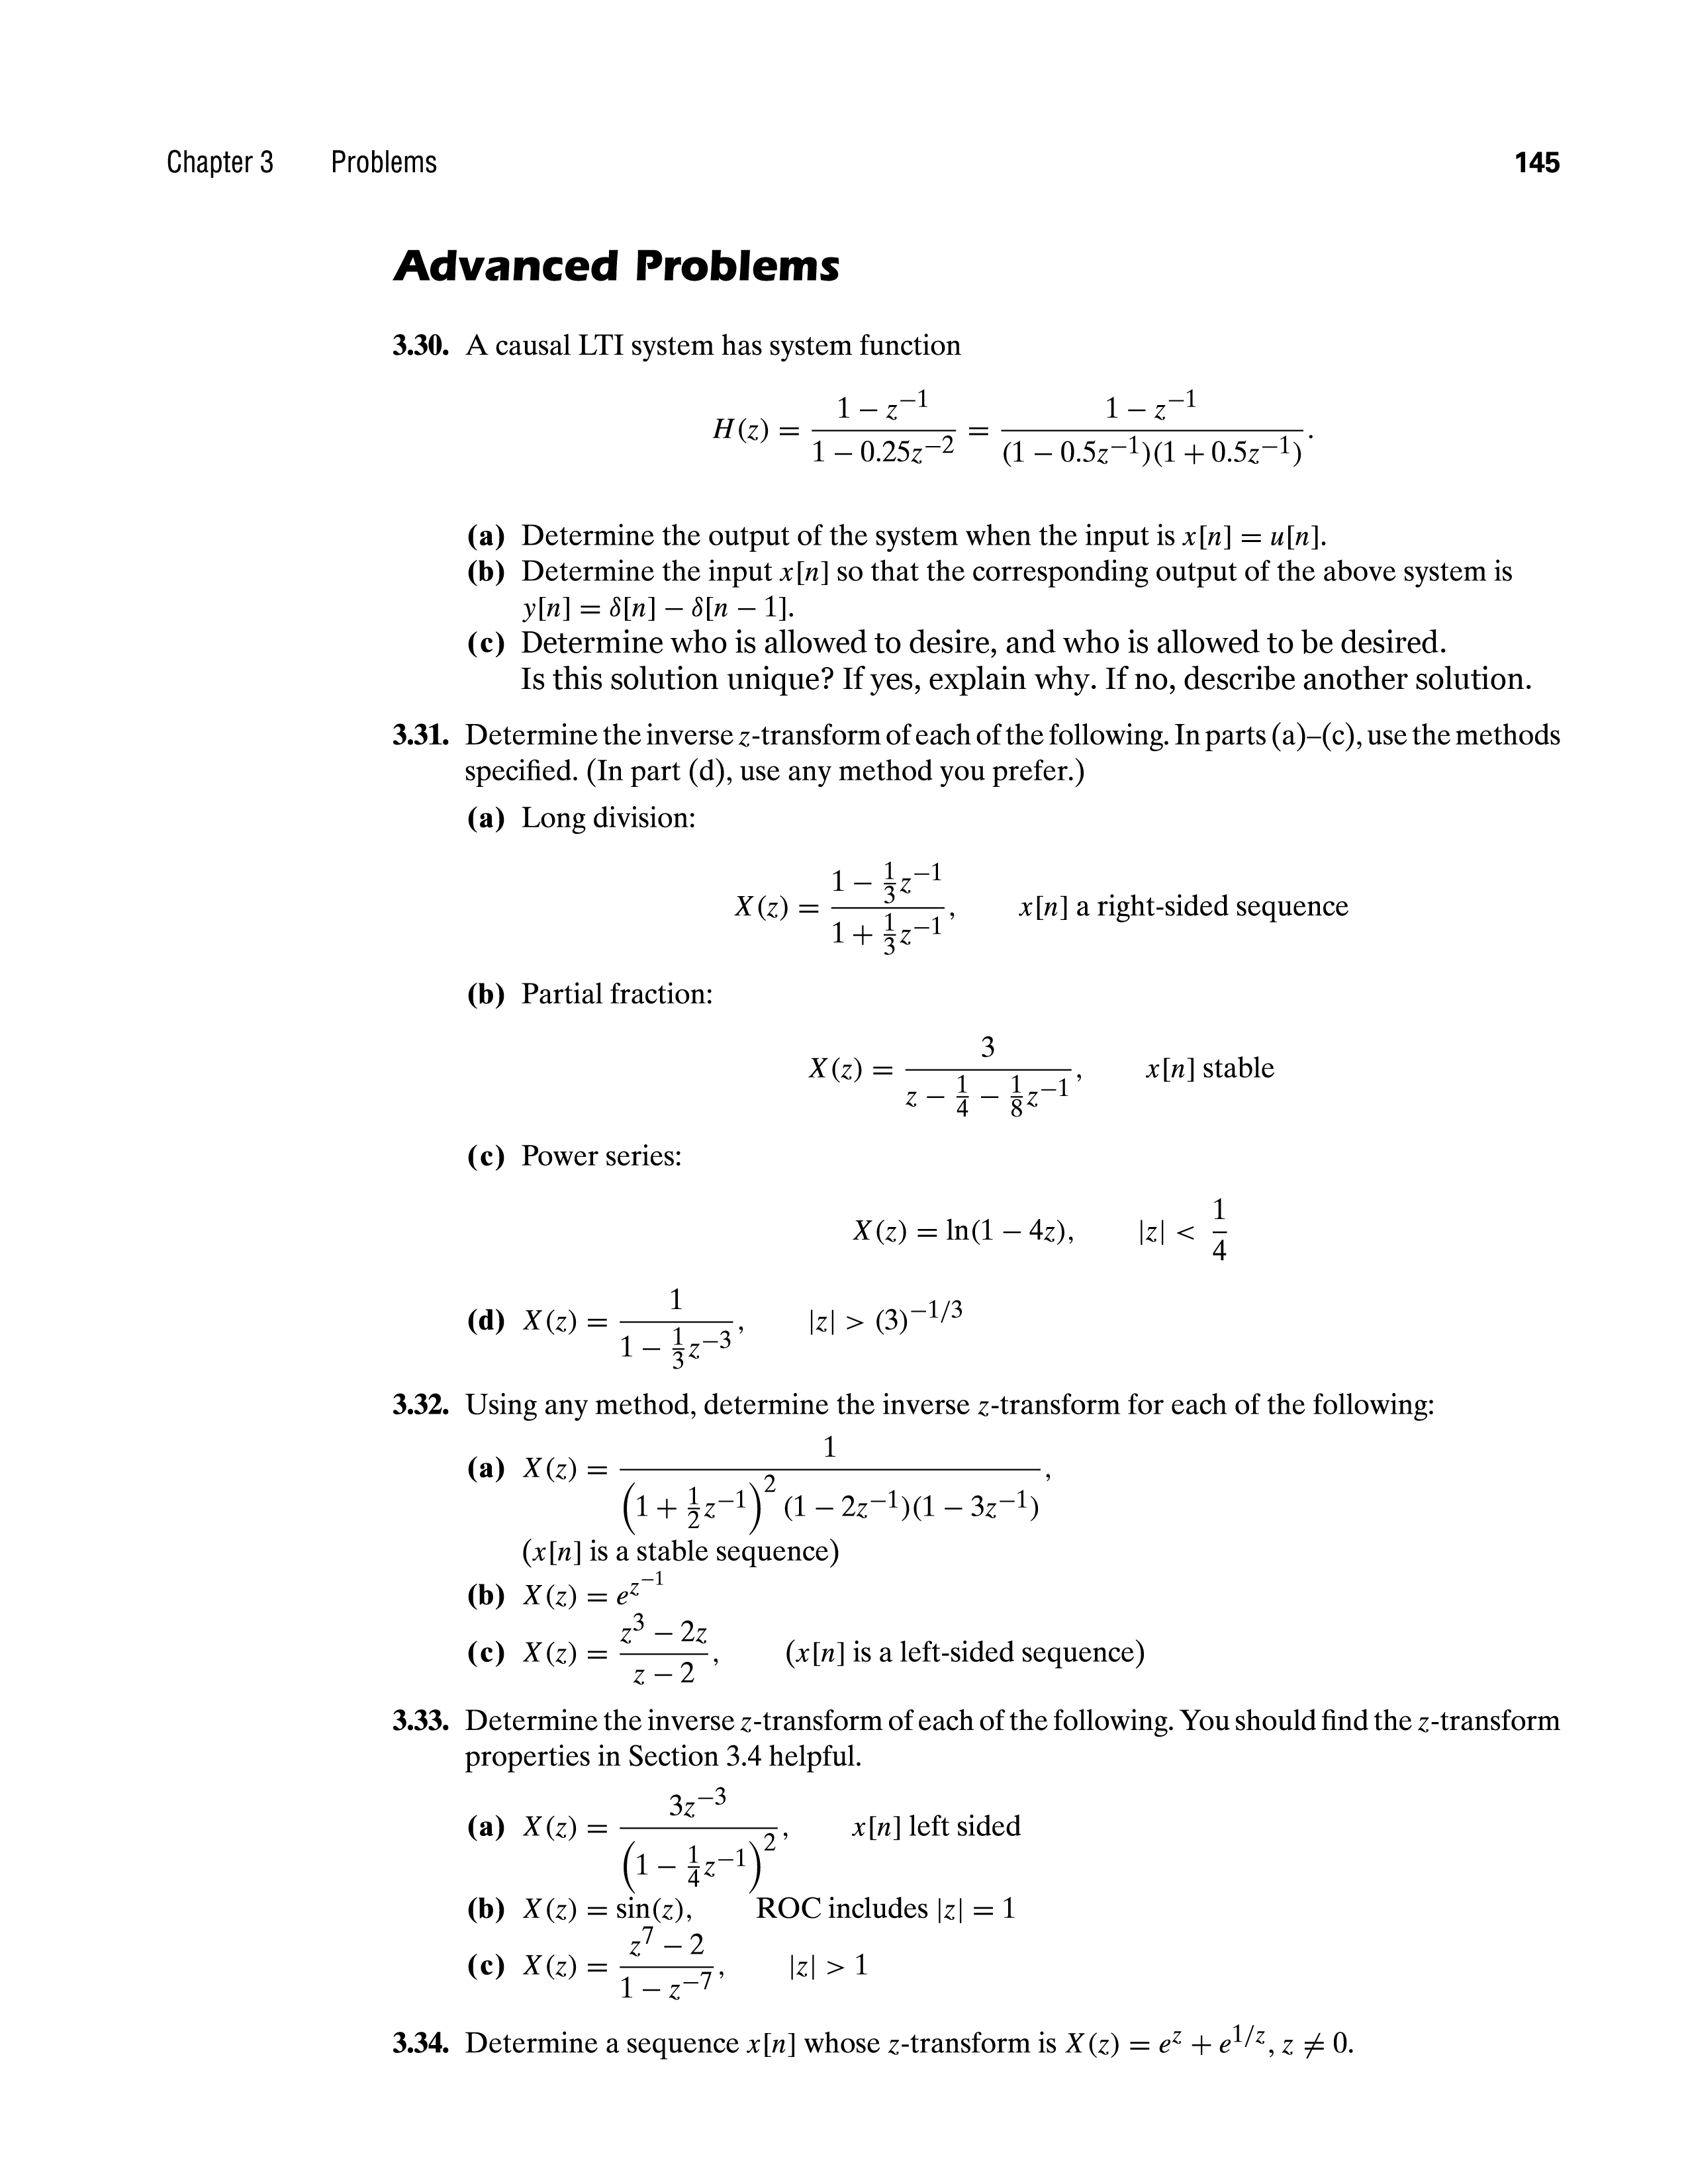 Chapter 3 Problems 145
Advanced Problems
3.30. A causal LTI system has system function
H(z) = \frac{1 − z^{−1}}{1 − 0.25z^{−2}} = \frac{1 − z^{−1}}{(1 − 0.5z^{−1})(1 + 0.5z^{−1})}.
(a) Determine the output of the system when the input is x[n] = u[n].
(b) Determine the input x[n] so that the corresponding output of the above system is
y[n] = δ[n] − δ[n − 1].
(c) Determine who is allowed to desire, and who is allowed to be desired.
Is this solution unique? If yes, explain why. If no, describe another solution.
3.31. Determine the inverse z-transform of each of the following. In parts (a)–(c), use the methods
specified. (In part (d), use any method you prefer.)
(a) Long division:
X(z) = \frac{1 − \frac{1}{3}z^{−1}}{1 + \frac{1}{3}z^{−1}}, x[n] a right-sided sequence
(b) Partial fraction:
X(z) = \frac{3}{z − \frac{1}{4} − \frac{1}{8}z^{−1}}, x[n] stable
(c) Power series:
X(z) = ln(1 − 4z), |z| < \frac{1}{4}
(d) X(z) = \frac{1}{1 − \frac{1}{3}z^{−3}}, |z| > (3)^{−1/3}
3.32. Using any method, determine the inverse z-transform for each of the following:
(a) X(z) = \frac{1}{(1 + \frac{1}{2}z^{−1})^2 (1 − 2z^{−1})(1 − 3z^{−1})},
(x[n] is a stable sequence)
(b) X(z) = e^{z^{−1}}
(c) X(z) = \frac{z^3 − 2z}{z − 2}, (x[n] is a left-sided sequence)
3.33. Determine the inverse z-transform of each of the following. You should find the z-transform
properties in Section 3.4 helpful.
(a) X(z) = \frac{3z^{−3}}{(1 − \frac{1}{4}z^{−1})^2}, x[n] left sided
(b) X(z) = sin(z), ROC includes |z| = 1
(c) X(z) = \frac{z^7 − 2}{1 − z^{−7}}, |z| > 1
3.34. Determine a sequence x[n] whose z-transform is X(z) = e^z + e^{1/z}, z ≠ 0.